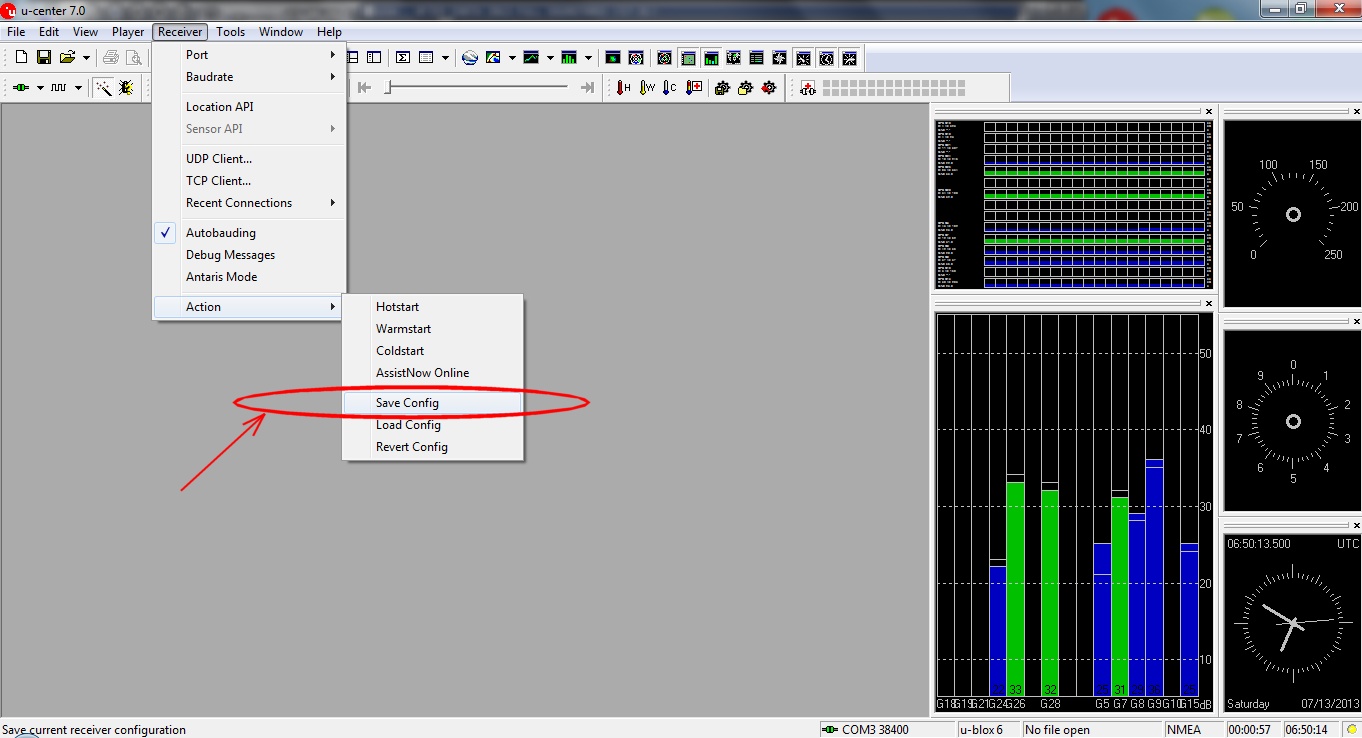 u-center 7.0
File Edit View Player Receiver Tools Window Help
Port
Baudrate
Location API
Sensor API
UDP Client...
TCP Client...
Recent Connections
Autobauding
Debug Messages
Antaris Mode
Action
Hotstart
Warmstart
Coldstart
AssistNow Online
Save Config
Load Config
Revert Config
H W C
50
40
30
20
10
33 32 31
G18 G19 G21 G24 G26 G28 G5 G7 G8 G9 G10 G15 dB
0 50 100 150 200 250
0 1 2 3 4 5 6 7 8 9
06:50:13.500 UTC
Saturday 07/13/2013
Save current receiver configuration
COM3 38400
u-blox 6
No file open
NMEA
00:00:57
06:50:14